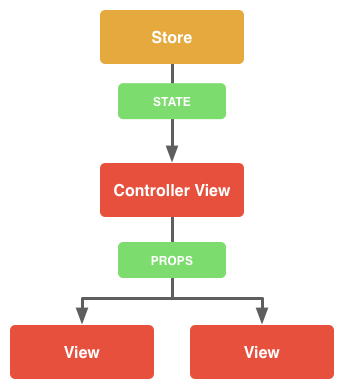 Store
STATE
Controller View
PROPS
View
View